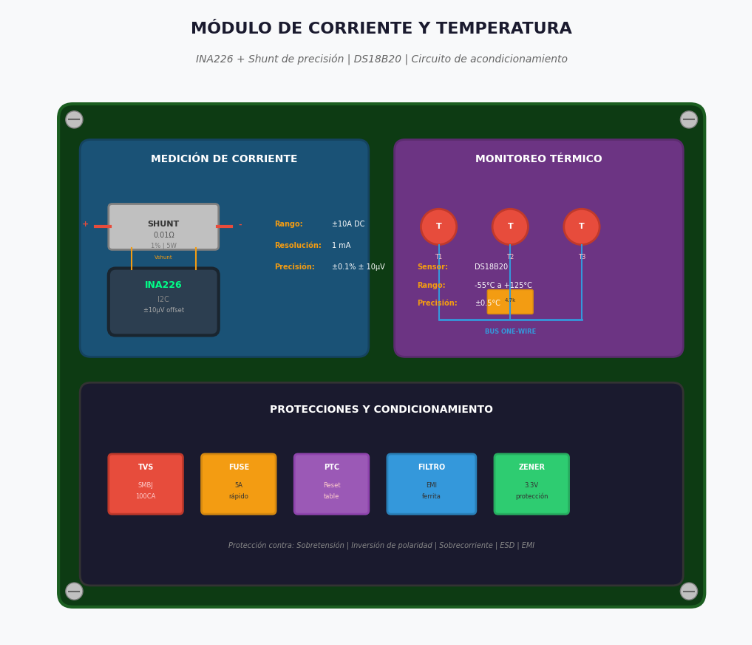 MÓDULO DE CORRIENTE Y TEMPERATURA
INA226 + Shunt de precisión | DS18B20 | Circuito de acondicionamiento
MEDICIÓN DE CORRIENTE
+
-
SHUNT
0.01Ω
1% | 5W
Vshunt
INA226
I2C
±10µV offset
Rango: ±10A DC
Resolución: 1 mA
Precisión: ±0.1% ± 10µV
MONITOREO TÉRMICO
T T T
T1 T2 T3
Sensor: DS18B20
Rango: -55°C a +125°C
Precisión: ±0.5°C
4.7k
BUS ONE-WIRE
PROTECCIONES Y CONDICIONAMIENTO
TVS
SMBJ
100CA
FUSE
5A
rápido
PTC
Reset
table
FILTRO
EMI
ferrita
ZENER
3.3V
protección
Protección contra: Sobretensión | Inversión de polaridad | Sobrecorriente | ESD | EMI